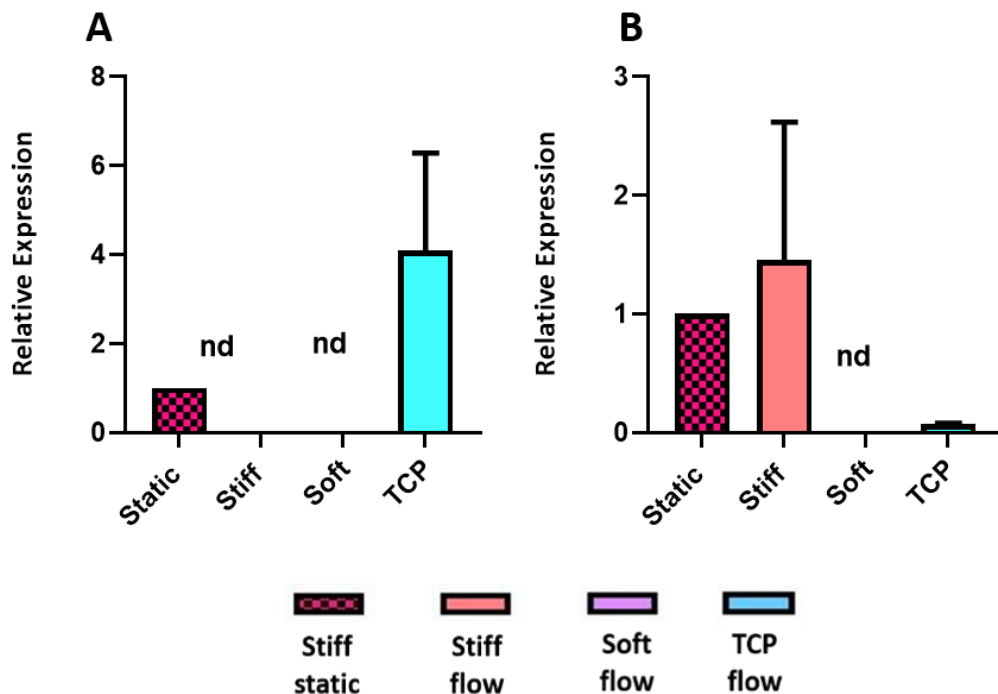 A
Relative Expression
8
6
4
2
0
nd
nd
Static
Stiff
Soft
TCP
B
Relative Expression
3
2
1
0
nd
Static
Stiff
Soft
TCP
Stiff
static
Stiff
flow
Soft
flow
TCP
flow